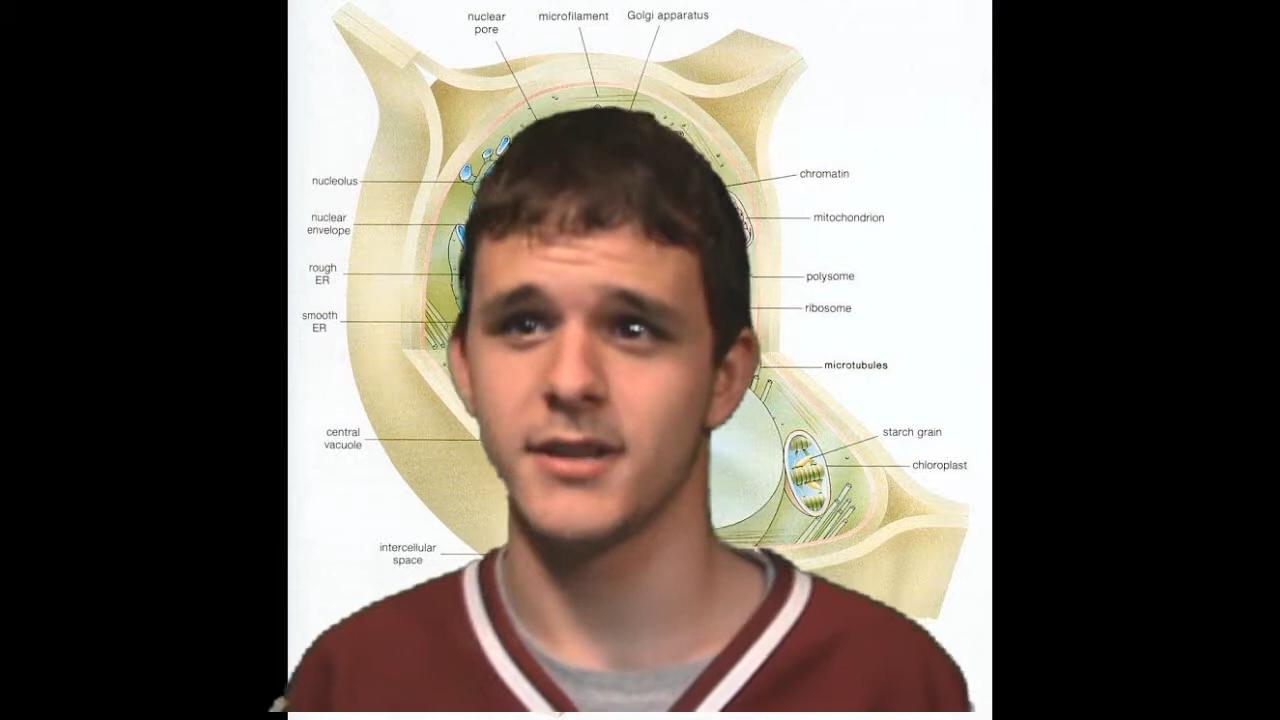 nuclear
pore
microfilament
Golgi apparatus
nucleolus
nuclear
envelope
rough
ER
smooth
ER
central
vacuole
intercellular
space
chromatin
mitochondrion
polysome
ribosome
microtubules
starch grain
chloroplast